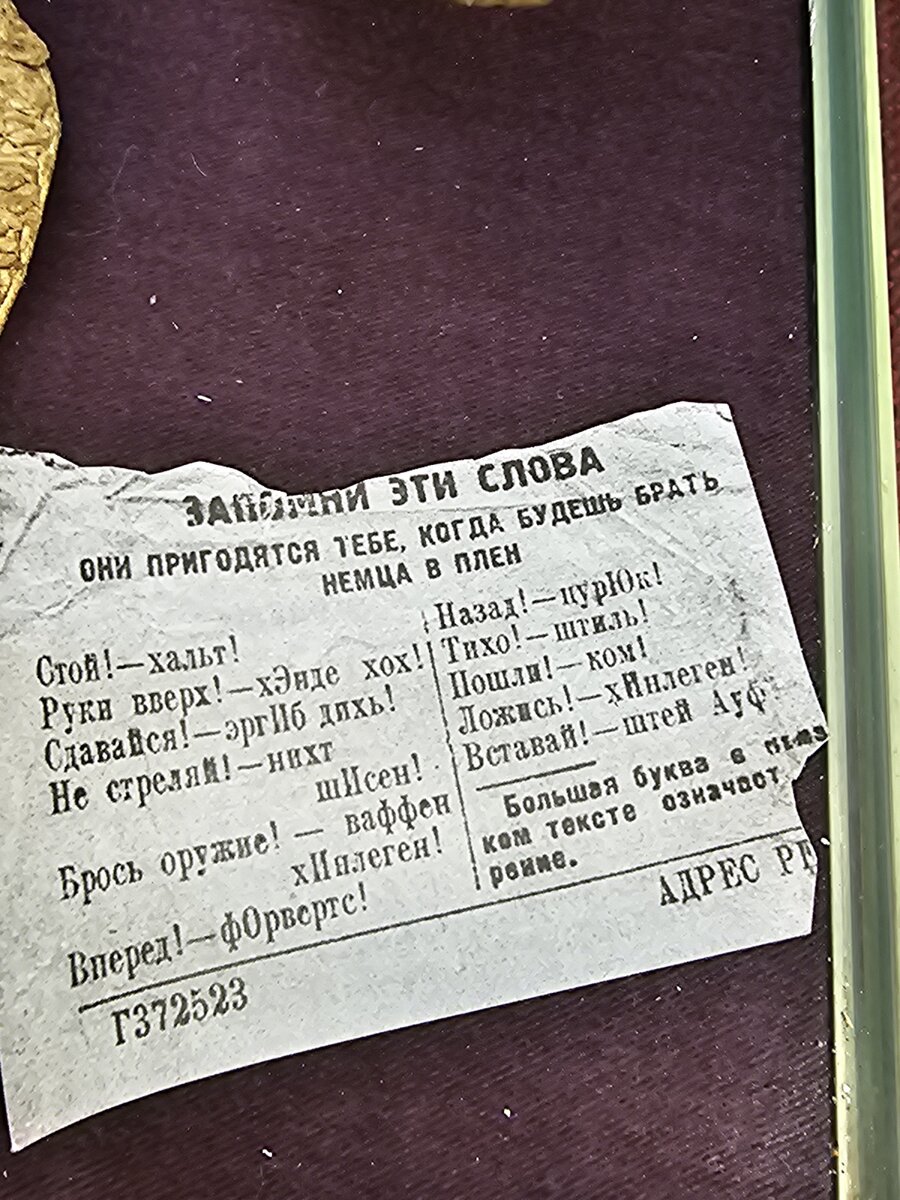 ЗАПОМНИ ЭТИ СЛОВА
ОНИ ПРИГОДЯТСЯ ТЕБЕ, КОГДА БУДЕШЬ БРАТЬ
НЕМЦА В ПЛЕН
Стой!—хальт!
Руки вверх!—хЭнде хох!
Сдавайся!—эргИб дихь!
Не стреляй!—нихт
шИсен!
Брось оружие! — ваффен
хИнлеген!
Вперед!—фОрвертс!
Назад!—цурЮк!
Тихо!—штиль!
Пошли!—ком!
Ложись!—хИнлеген!
Вставай!—штей Ауф
Большая буква в
ком тексте означает
рение.
АДРЕС РЕ
Г372523